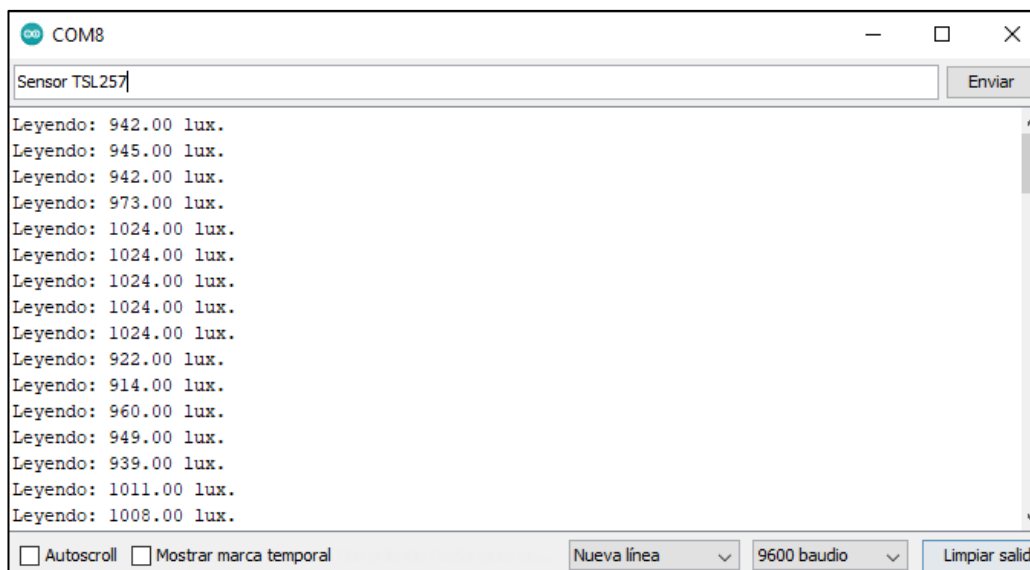 COM8
Sensor TSL257
Enviar
Leyendo: 942.00 lux.
Leyendo: 945.00 lux.
Leyendo: 942.00 lux.
Leyendo: 973.00 lux.
Leyendo: 1024.00 lux.
Leyendo: 1024.00 lux.
Leyendo: 1024.00 lux.
Leyendo: 1024.00 lux.
Leyendo: 1024.00 lux.
Leyendo: 922.00 lux.
Leyendo: 914.00 lux.
Leyendo: 960.00 lux.
Leyendo: 949.00 lux.
Leyendo: 939.00 lux.
Leyendo: 1011.00 lux.
Leyendo: 1008.00 lux.
Autoscroll Mostrar marca temporal Nueva línea 9600 baudio Limpiar salid